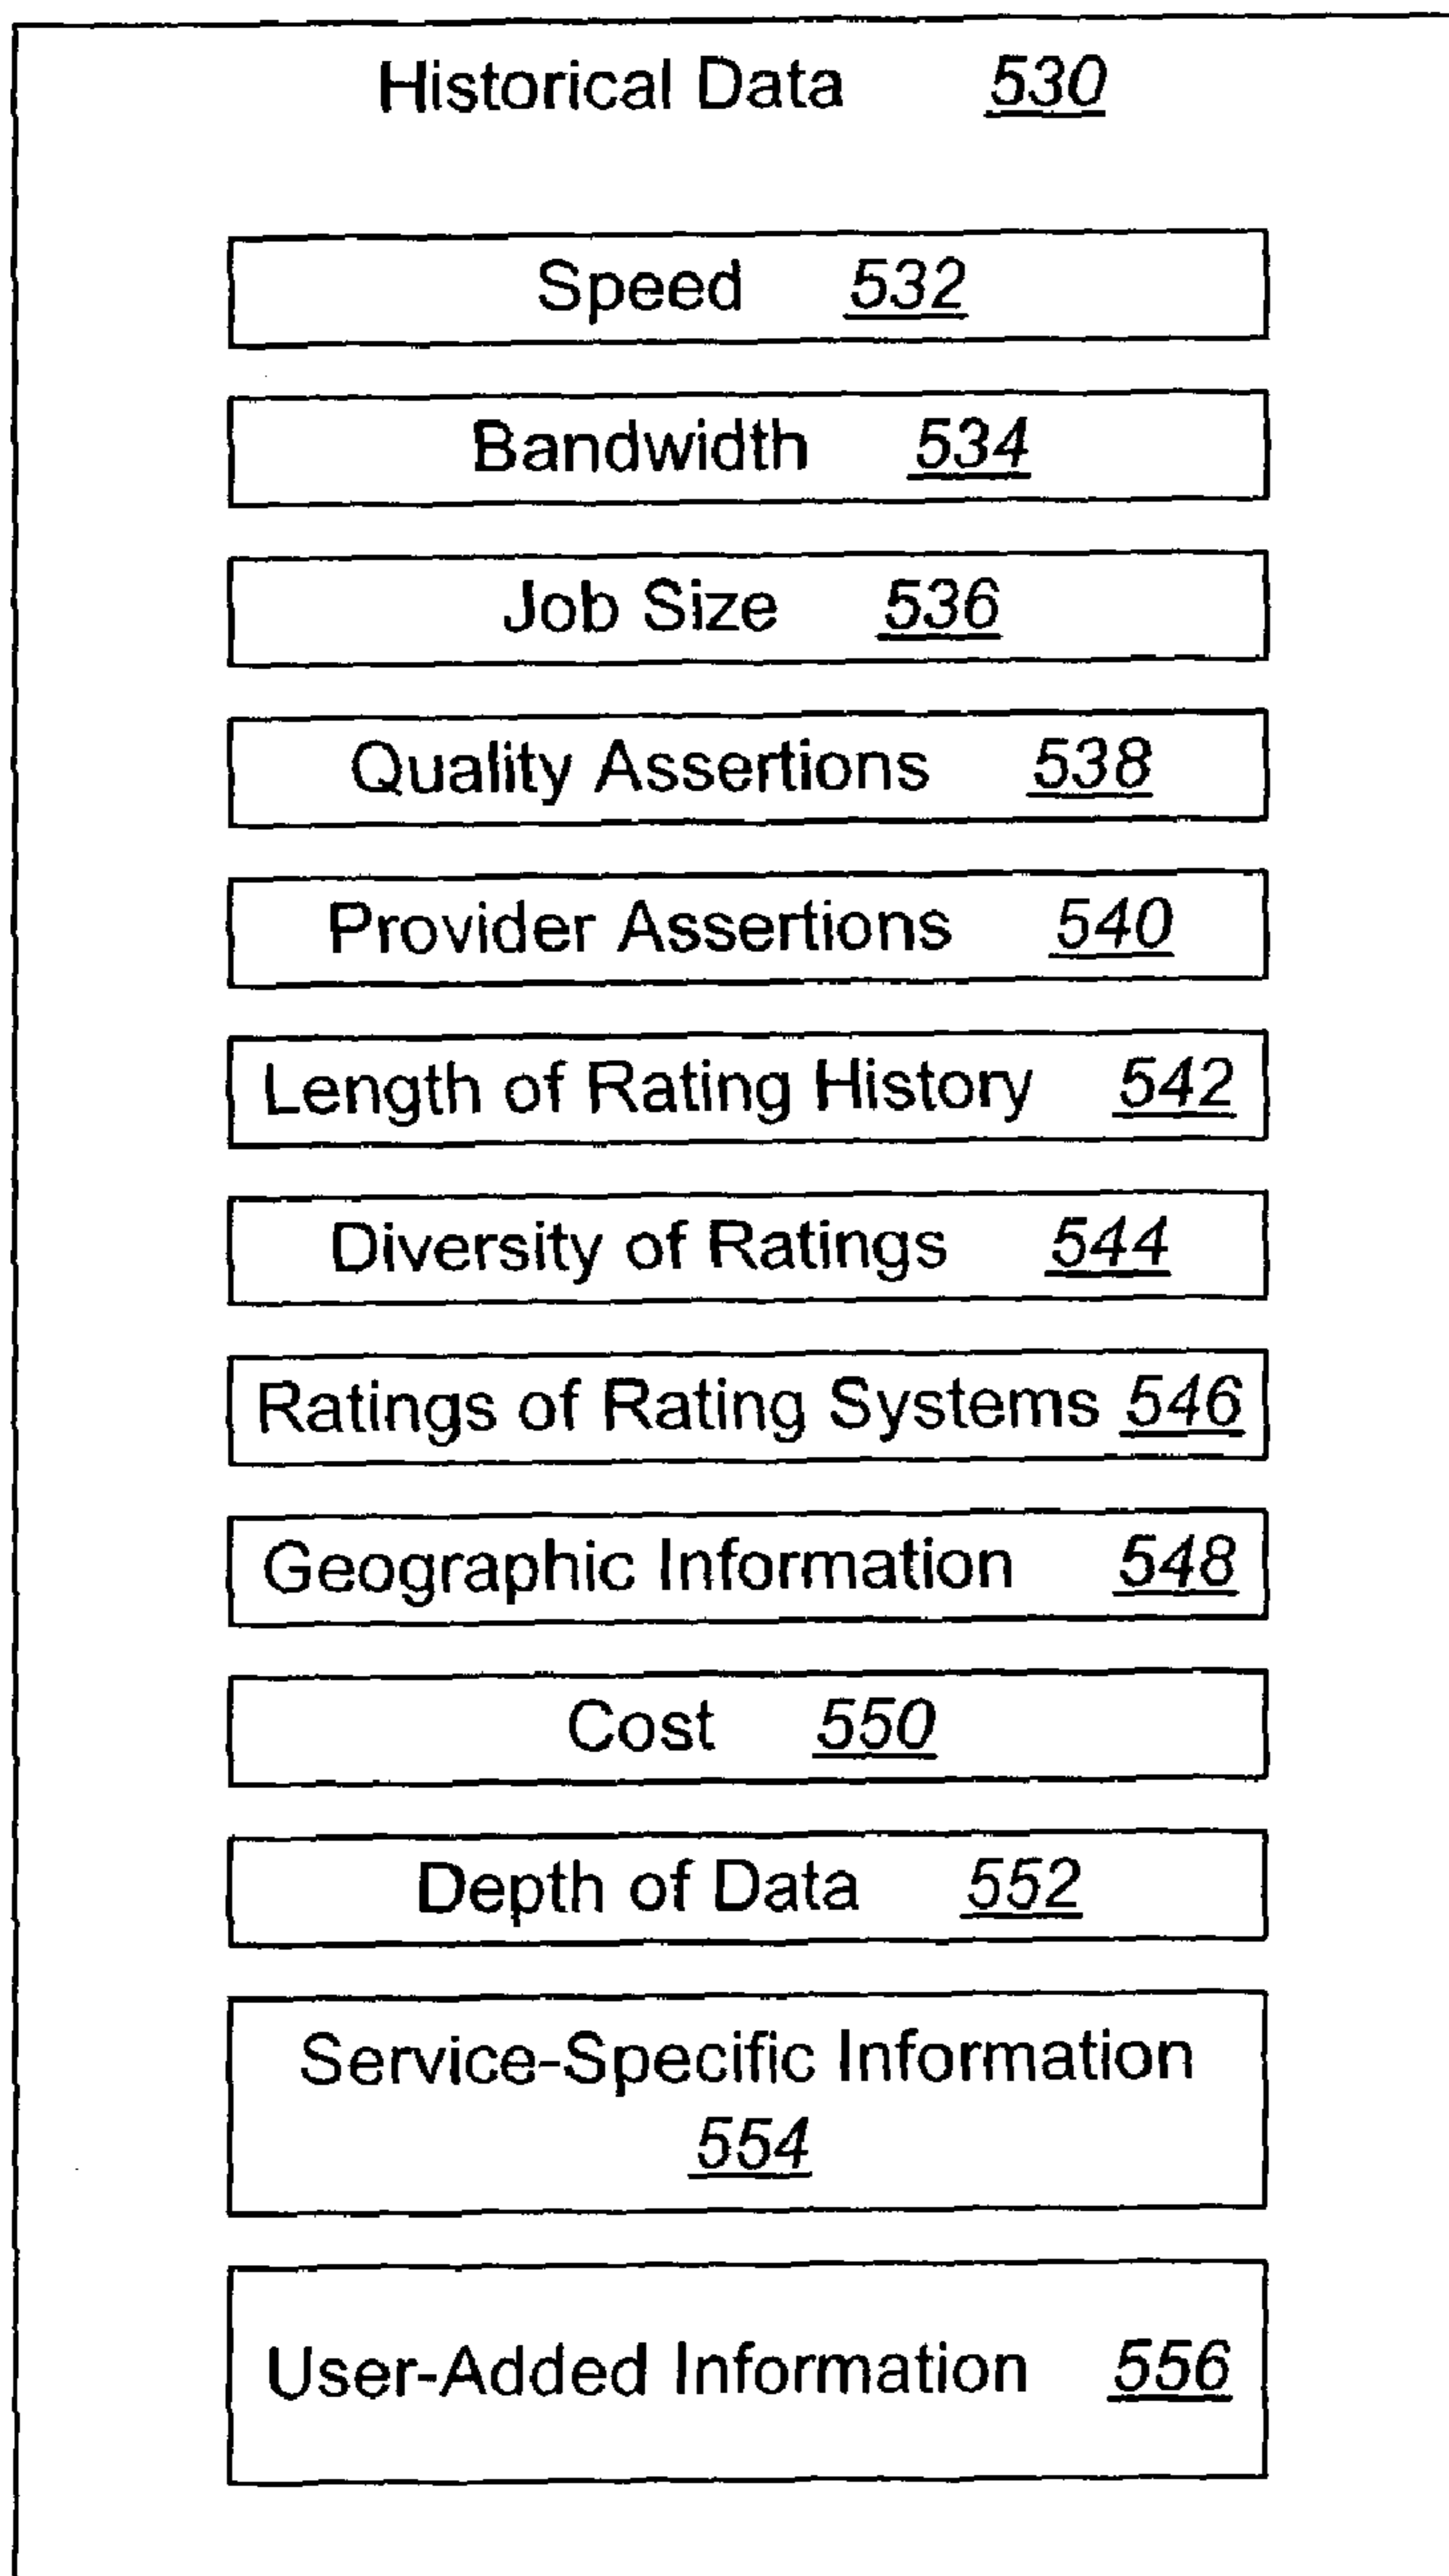 Historical Data 530
Speed 532
Bandwidth 534
Job Size 536
Quality Assertions 538
Provider Assertions 540
Length of Rating History 542
Diversity of Ratings 544
Ratings of Rating Systems 546
Geographic Information 548
Cost 550
Depth of Data 552
Service-Specific Information
554
User-Added Information 556